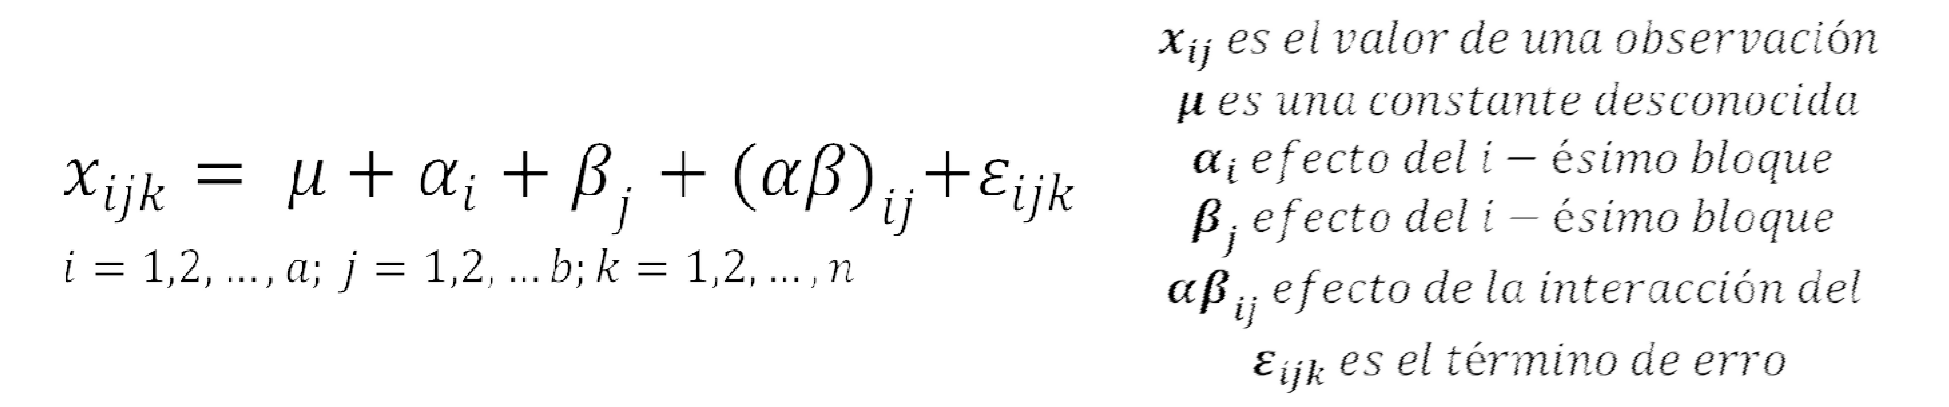 x_{ijk} = μ + α_i + β_j + (αβ)_{ij}+ε_{ijk}
i = 1,2, ..., a; j = 1,2, ... b; k = 1,2, ... , n
x_{ij} es el valor de una observación
μ es una constante desconocida
α_i efecto del i − ésimo bloque
β_j efecto del i − ésimo bloque
αβ_{ij} efecto de la interacción del
ε_{ijk} es el término de erro